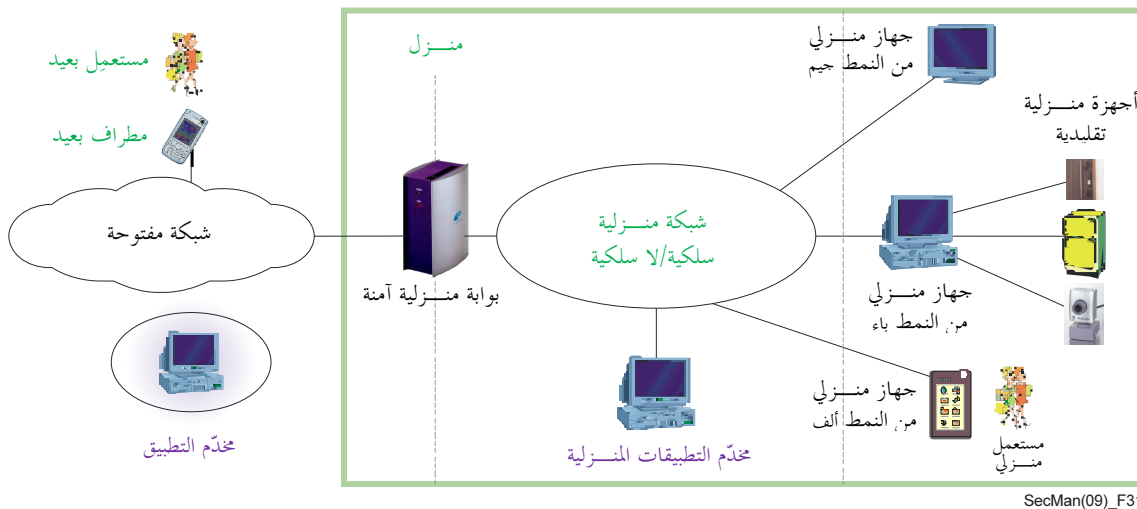 منــزل
جهاز منــزلي
من النمط جيم
أجهزة منــزلية
تقليدية
مستعمِل بعيد
مطراف بعيد
شبكة مفتوحة
شبكة منــزلية
سلكية/لا سلكية
بوابة منــزلية آمنة
جهاز منــزلي
من النمط باء
جهاز منــزلي
من النمط ألف
مستعمل
منــزلي
مخدّم التطبيق
مخدّم التطبيقات المنــزلية
SecMan(09)_F31